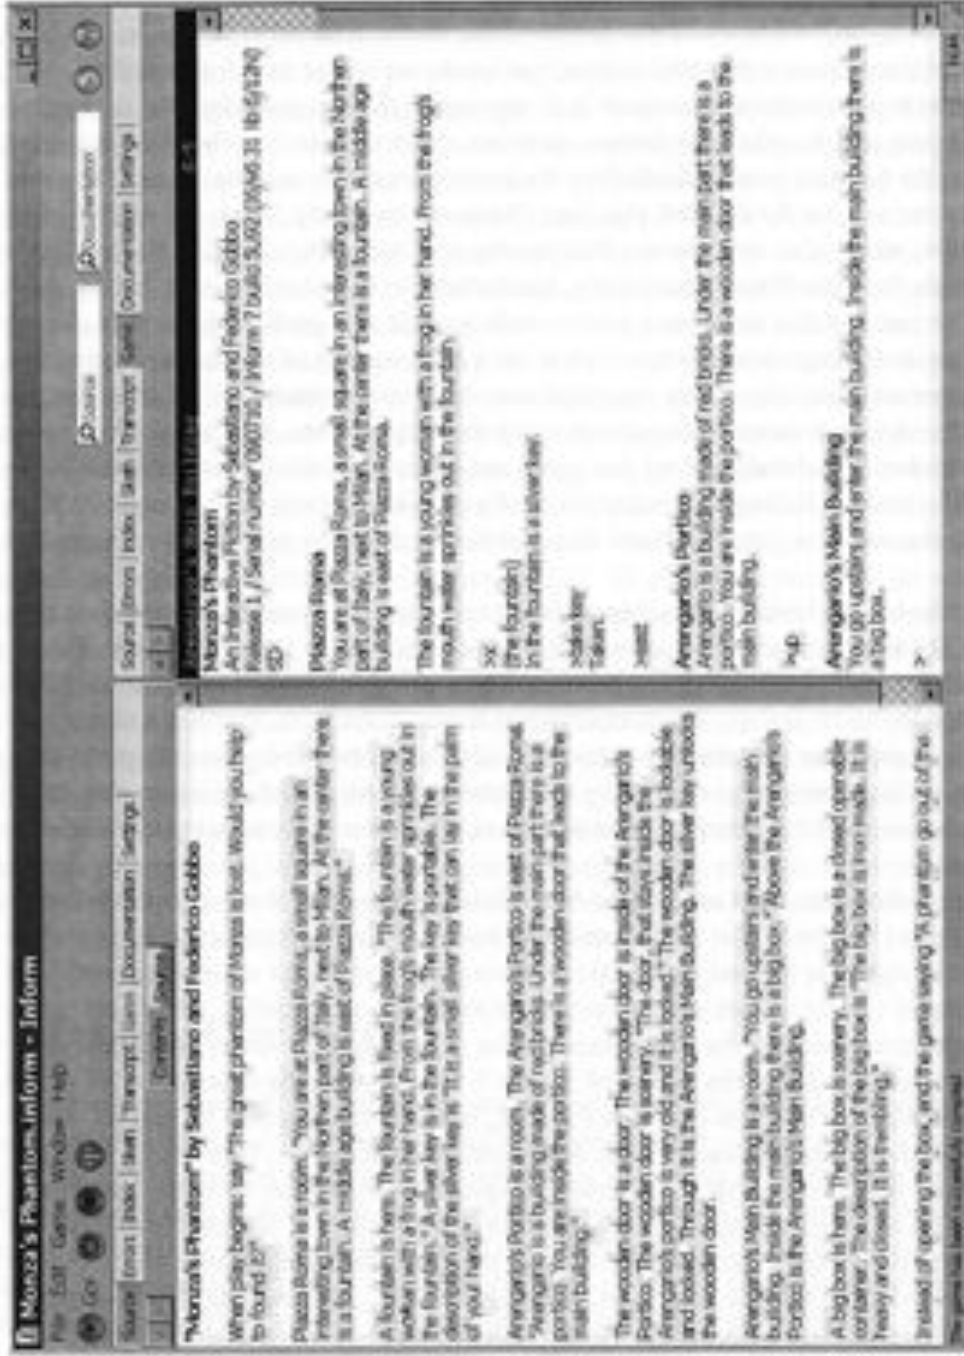 Monza's Phantom.inform - Inform
File Edit Game Window Help
Go!
Source Errors Index Skein Transcript Game Documentation Settings
Contents Source
"Monza's Phantom" by Sebastiano and Federico Gobbo
When play begins: say "The great phantom of Monza is lost. Would you help
to found it?"
Piazza Roma is a room. "You are at Piazza Roma, a small square in an
interesting town in the Northen part of Italy, next to Milan. At the center there
is a fountain. A middle age building is east of Piazza Roma."
A fountain is here. The fountain is fixed in place. "The fountain is a young
woman with a frog in her hand. From the frog's mouth water sprinkles out in
the fountain." A silver key is in the fountain. The key is portable. The
description of the silver key is "It is a small silver key that can lay in the palm
of your hand."
Arengario's Portico is a room. The Arengario's Portico is east of Piazza Roma.
"Arengario is a building made of red bricks. Under the main part there is a
portico. You are inside the portico. There is a wooden door that leads to the
main building."
The wooden door is a door. The wooden door is inside of the Arengario's
Portico. The wooden door is scenery. "The door, that stays inside the
Arengario's portico is very old and it is locked." The wooden door is lockable
and locked. Through it is the Arengario's Main Building. The silver key unlocks
the wooden door.
Arengario's Main Building is a room. "You go upstairs and enter the main
building. Inside the main building there is a big box." Above the Arengario's
Portico is the Arengario's Main Building.
A big box is here. The big box is scenery. The big box is a closed openable
container. The description of the big box is "The big box is iron made. It is
heavy and closed. It is trembling."
Instead of opening the box, end the game saying "A phantom go out of the
Source Errors Index Skein Transcript Game Documentation Settings
Documentation
Arengario's Main Building
Monza's Phantom
An Interactive Fiction by Sebastiano and Federico Gobbo
Release 1 / Serial number 090710 / Inform 7 build 5U92 (I6/v6.31 lib 6/12N)
SD
Piazza Roma
You are at Piazza Roma, a small square in an interesting town in the Northen
part of Italy, next to Milan. At the center there is a fountain. A middle age
building is east of Piazza Roma.
The fountain is a young woman with a frog in her hand. From the frog's
mouth water sprinkles out in the fountain.
(the fountain)
In the fountain is a silver key.
>take key
Taken.
>east
Arengario's Portico
Arengario is a building made of red bricks. Under the main part there is a
portico. You are inside the portico. There is a wooden door that leads to the
main building.
>up
Arengario's Main Building
You go upstairs and enter the main building. Inside the main building there is
a big box.
>